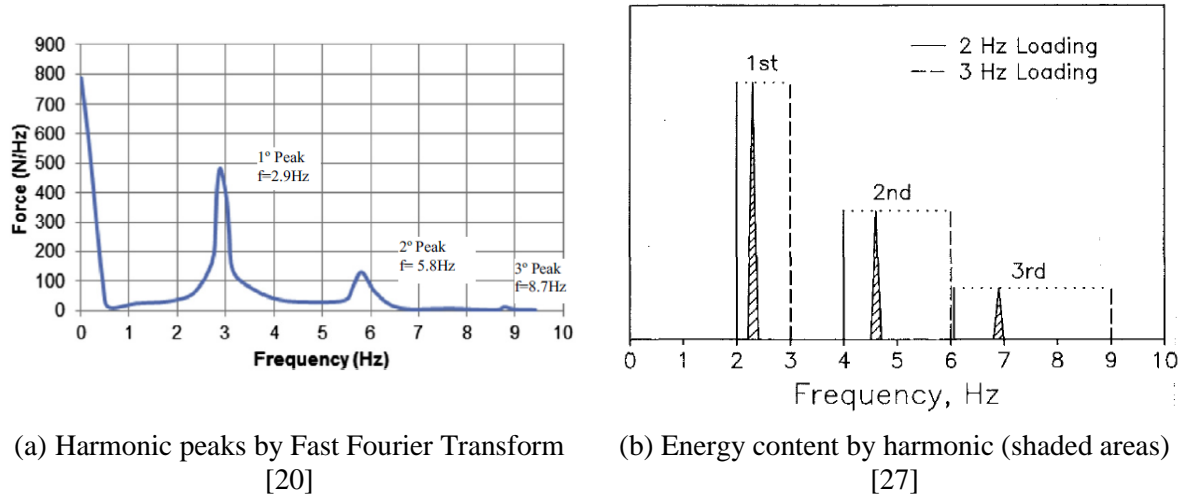 900
800
700
600
500
400
300
200
100
0
Force (N/Hz)
1º Peak
f=2.9Hz
2º Peak
f= 5.8Hz
3º Peak
f=8.7Hz
0 1 2 3 4 5 6 7 8 9 10
Frequency (Hz)
2 Hz Loading
3 Hz Loading
1st
2nd
3rd
0 1 2 3 4 5 6 7 8 9 10
Frequency, Hz
(a) Harmonic peaks by Fast Fourier Transform
[20]
(b) Energy content by harmonic (shaded areas)
[27]